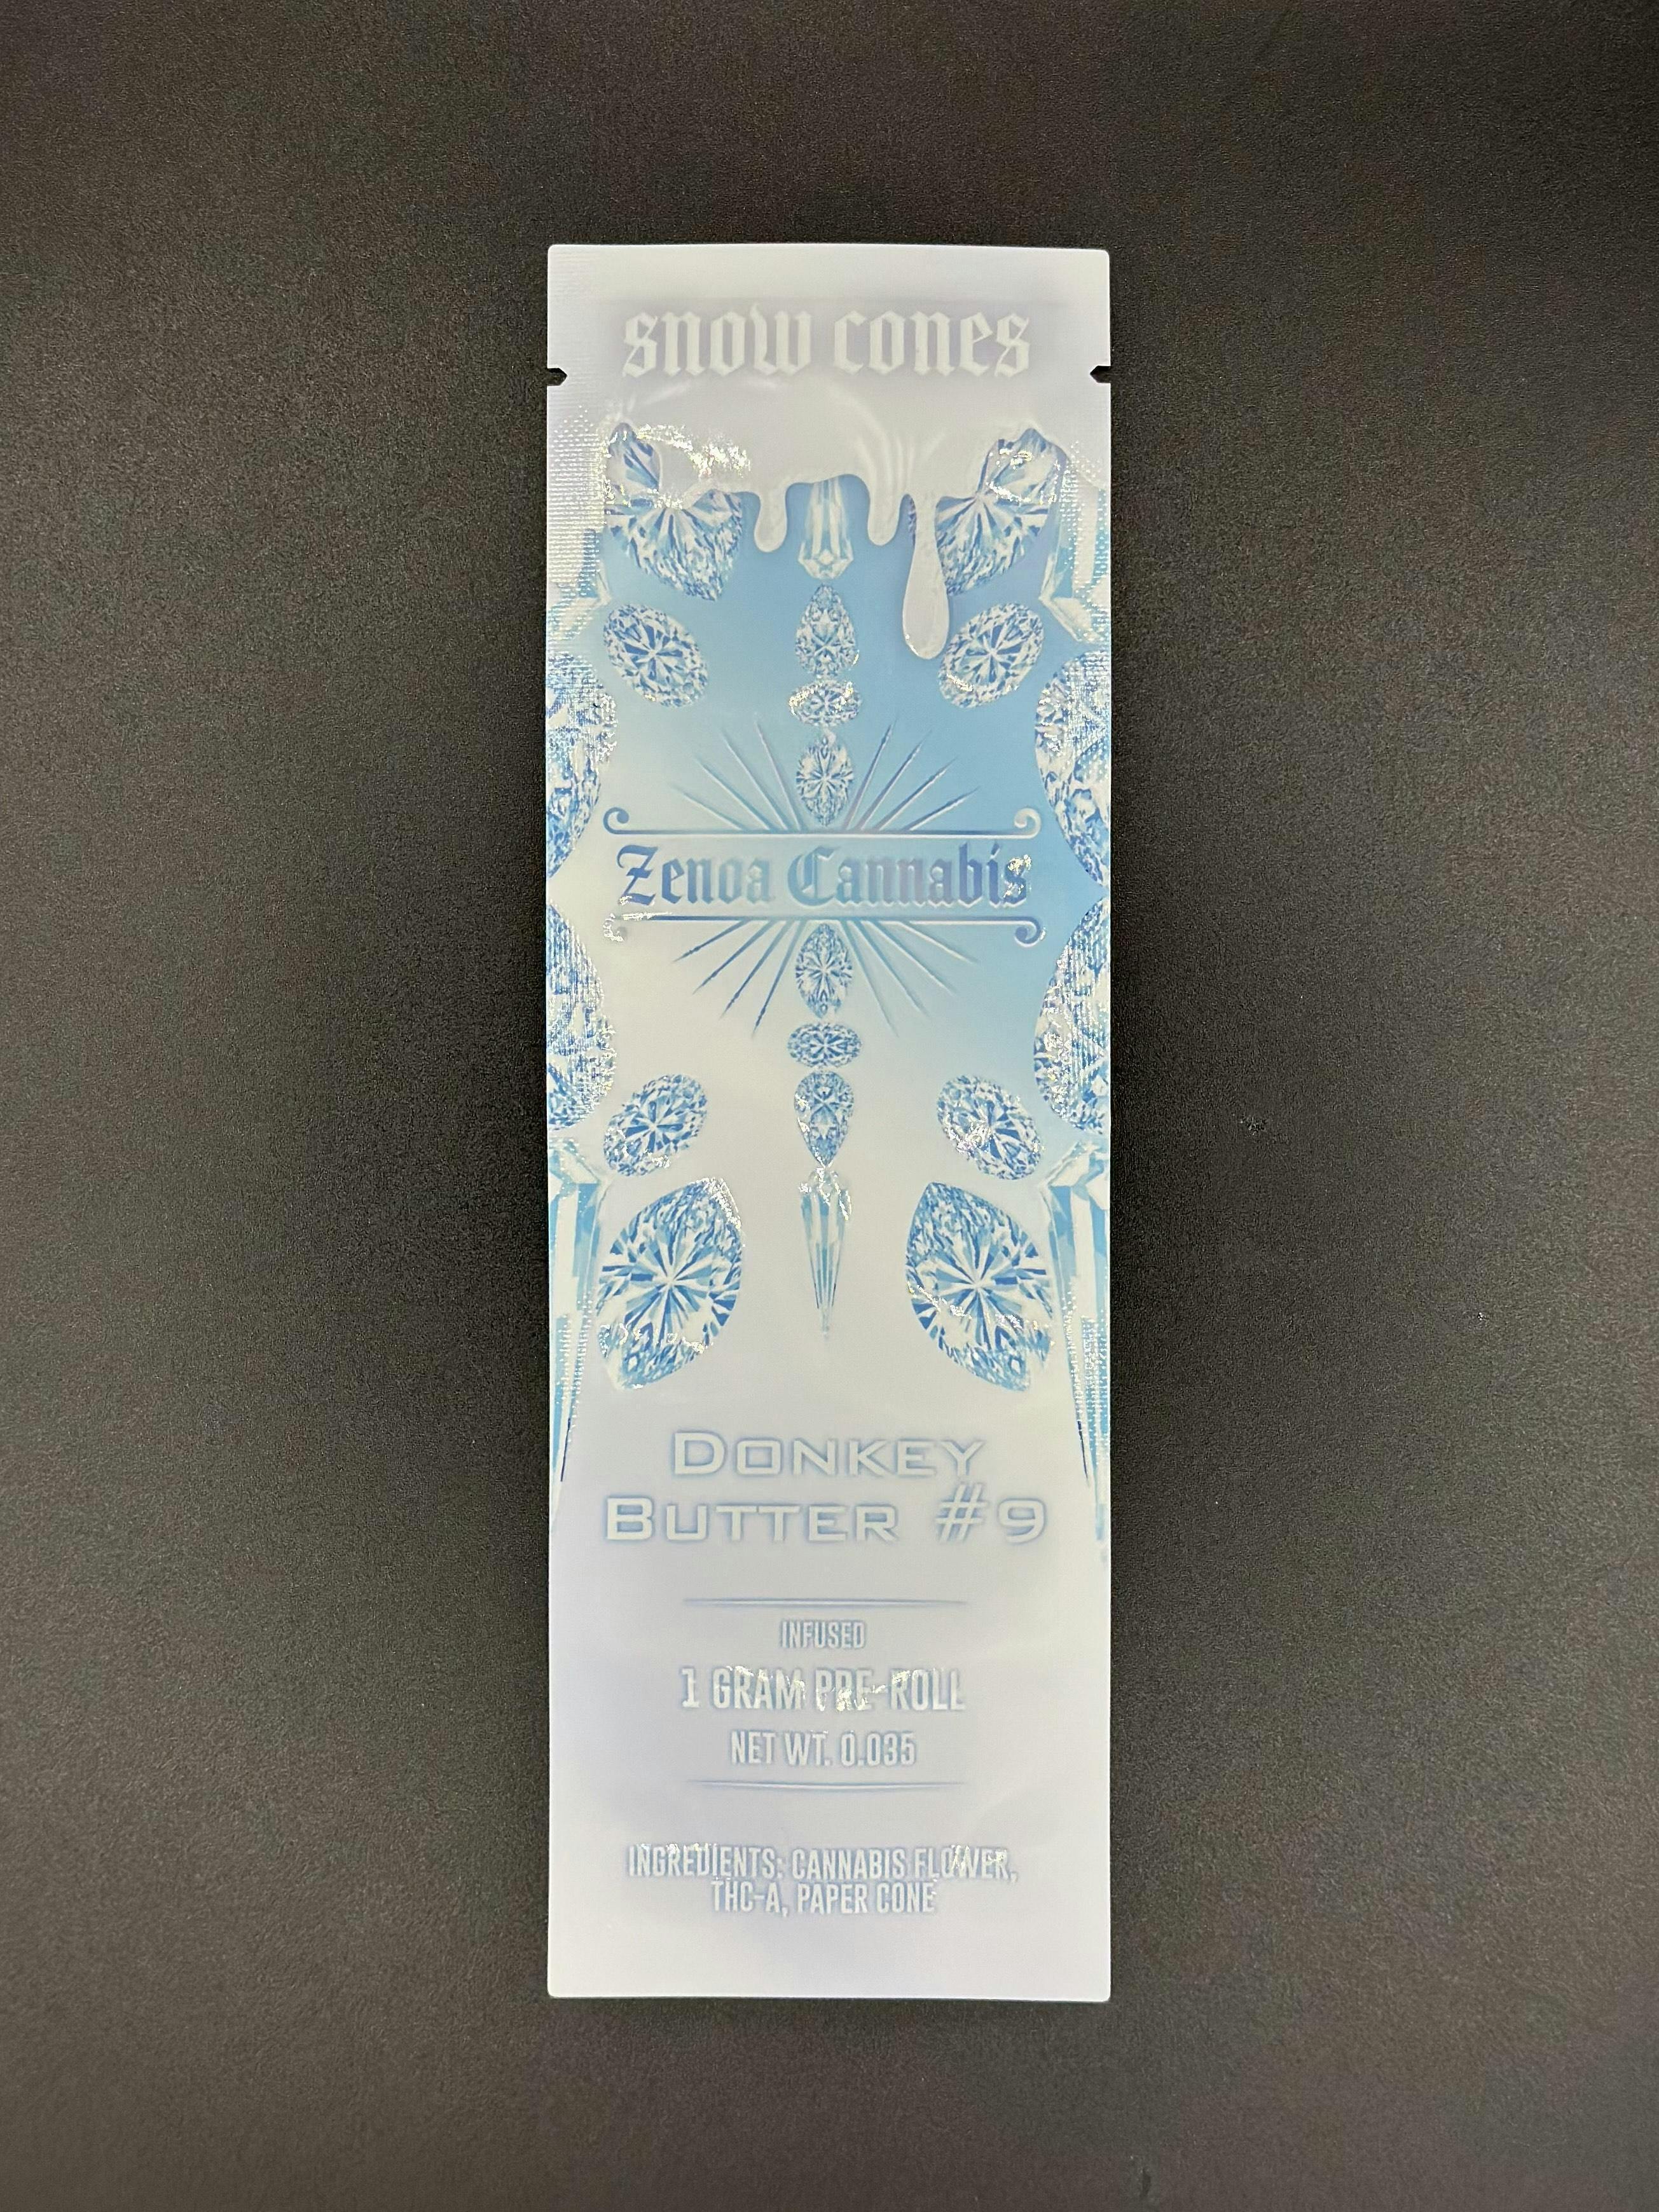 snow cones
Zenoa Cannabis
DONKEY
BUTTER #9
INFUSED
1 GRAM PRE-ROLL
NET WT. 0.035
INGREDIENTS: CANNABIS FLOWER,
THC-A, PAPER CONE